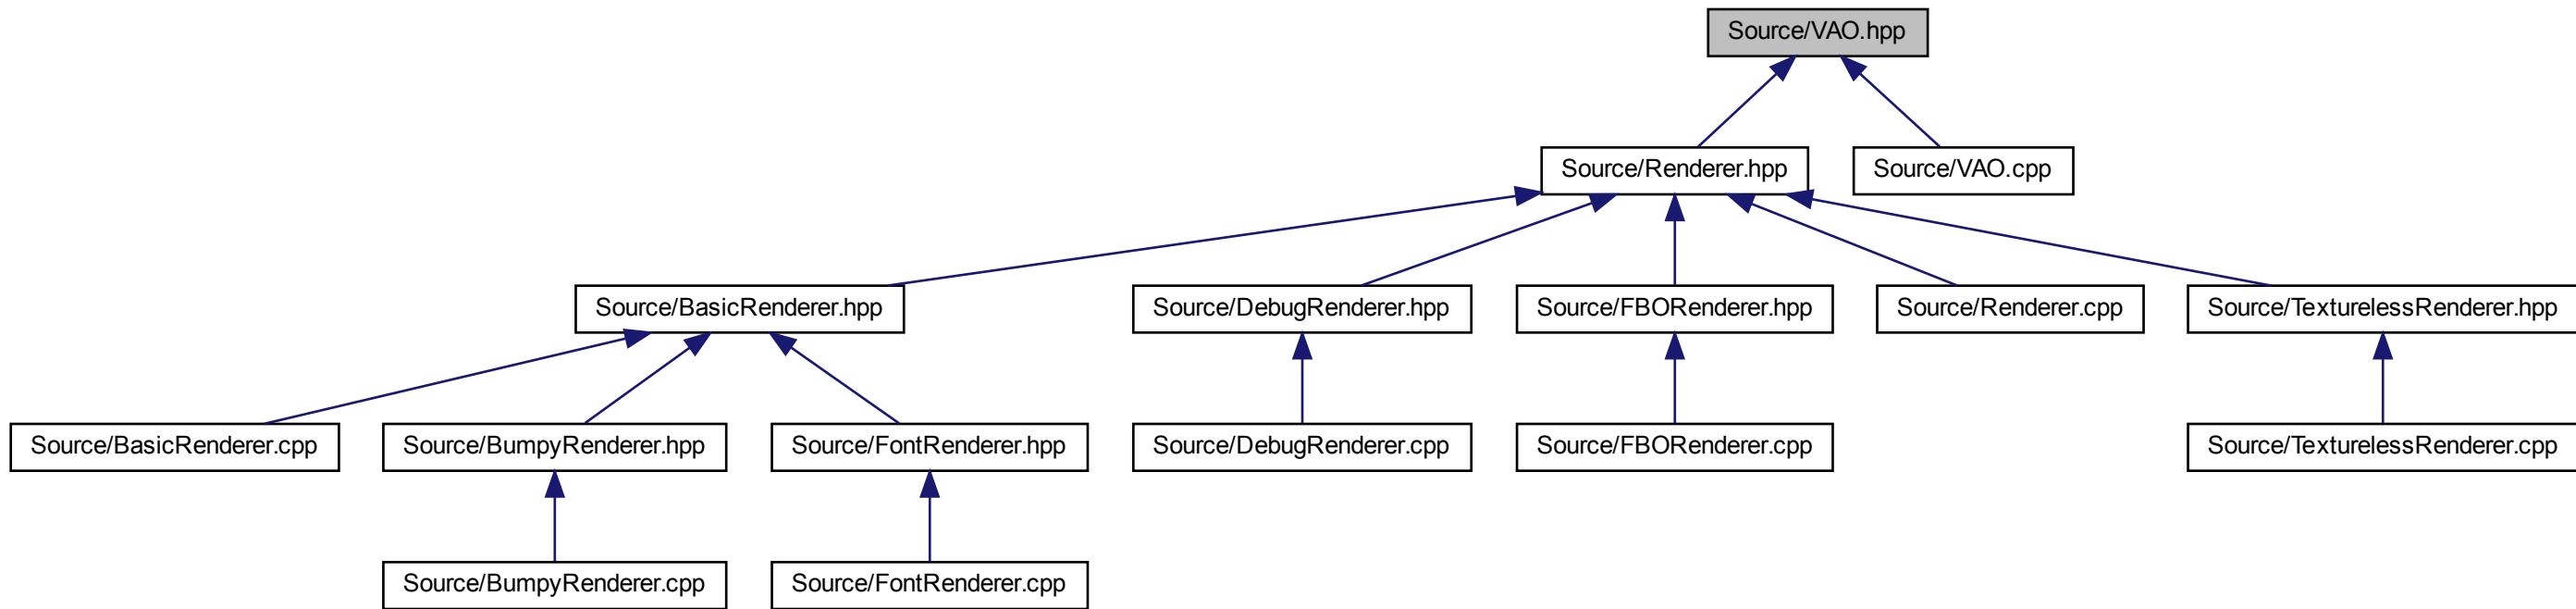 Source/VAO.hpp
Source/Renderer.hpp
Source/VAO.cpp
Source/BasicRenderer.hpp
Source/DebugRenderer.hpp
Source/FBORenderer.hpp
Source/Renderer.cpp
Source/TexturelessRenderer.hpp
Source/BasicRenderer.cpp
Source/BumpyRenderer.hpp
Source/FontRenderer.hpp
Source/DebugRenderer.cpp
Source/FBORenderer.cpp
Source/TexturelessRenderer.cpp
Source/BumpyRenderer.cpp
Source/FontRenderer.cpp